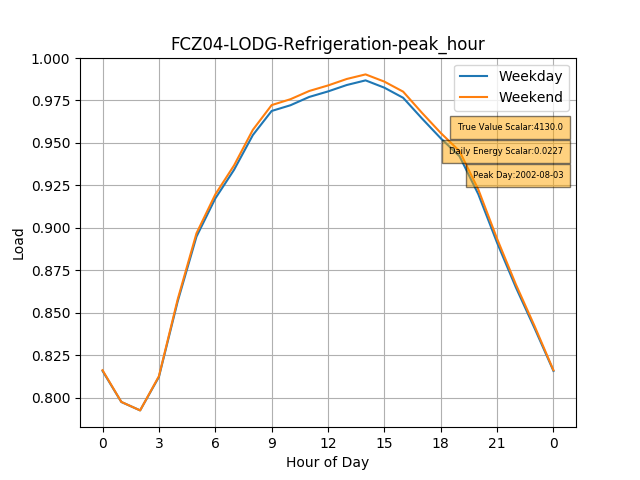 FCZ04-LODG-Refrigeration-peak_hour
Weekday
Weekend
True Value Scalar:4130.0
Daily Energy Scalar:0.0227
Peak Day:2002-08-03
Load
1.000
0.975
0.950
0.925
0.900
0.875
0.850
0.825
0.800
0 3 6 9 12 15 18 21 0
Hour of Day